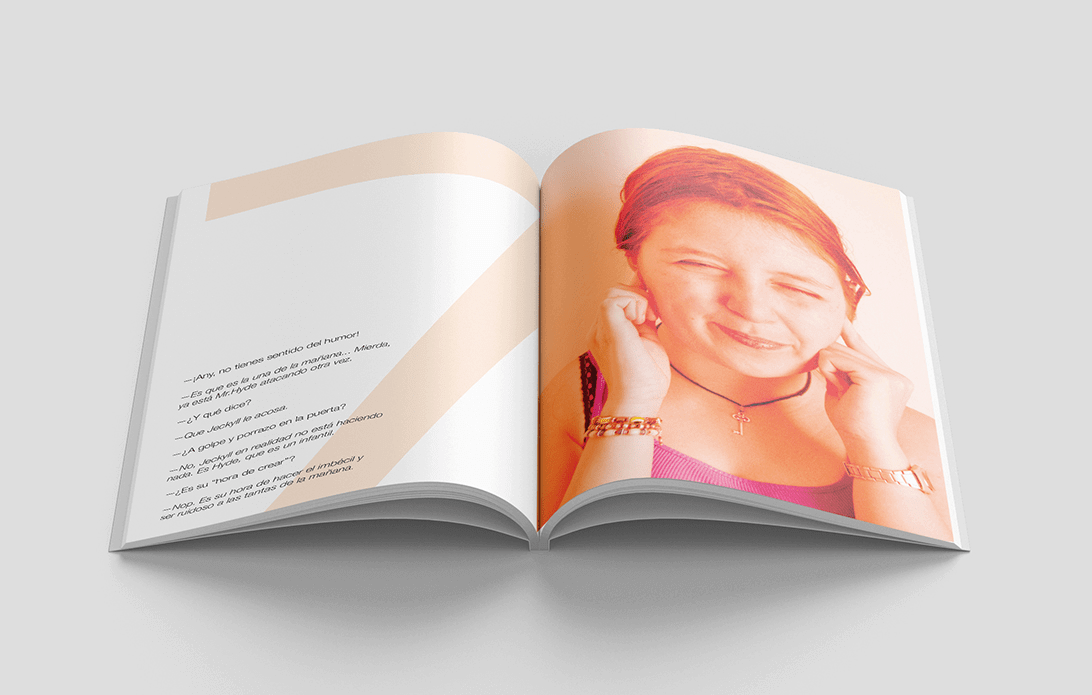 —¡Any, no tienes sentido del humor!
—Es que es la una de la mañana... Mierda,
ya está Mr.Hyde atacando otra vez.
—¿Y qué dice?
—Que Jeckyll le acosa.
—¿A golpe y porrazo en la puerta?
—No, Jeckyll en realidad no está haciendo
nada. Es Hyde, que es un infantil.
—¿Es su "hora de crear"?
—Nop. Es su hora de hacer el imbécil y
ser ruidoso a las tantas de la mañana.